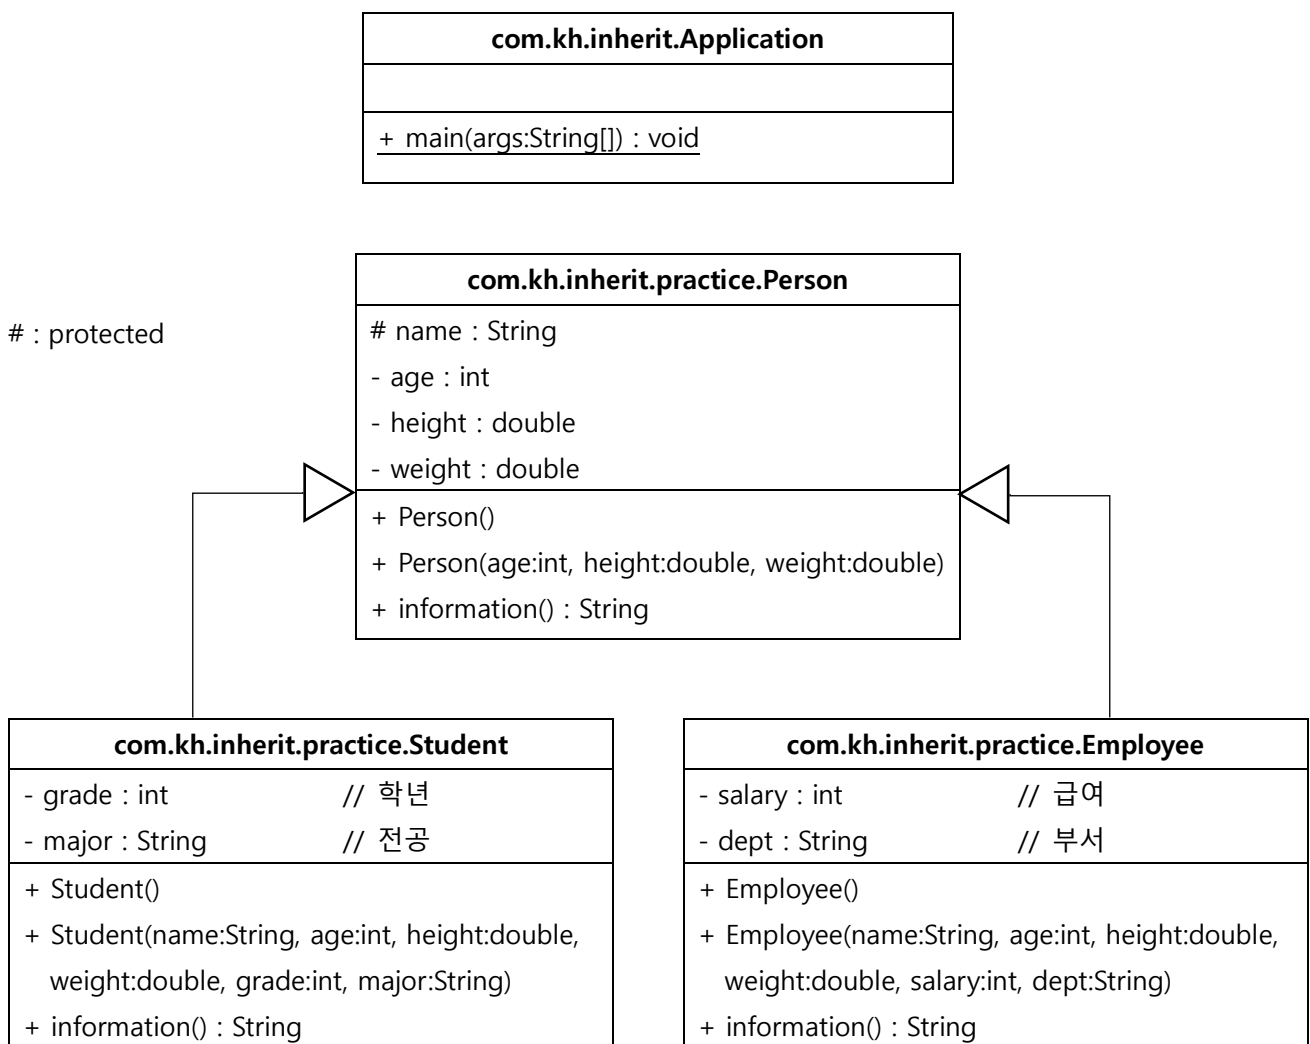 com.kh.inherit.Application
+ main(args:String[]) : void
com.kh.inherit.practice.Person
# : protected
# name : String
- age : int
- height : double
- weight : double
+ Person()
+ Person(age:int, height:double, weight:double)
+ information() : String
com.kh.inherit.practice.Student
- grade : int // 학년
- major : String // 전공
+ Student()
+ Student(name:String, age:int, height:double,
weight:double, grade:int, major:String)
+ information() : String
com.kh.inherit.practice.Employee
- salary : int // 급여
- dept : String // 부서
+ Employee()
+ Employee(name:String, age:int, height:double,
weight:double, salary:int, dept:String)
+ information() : String